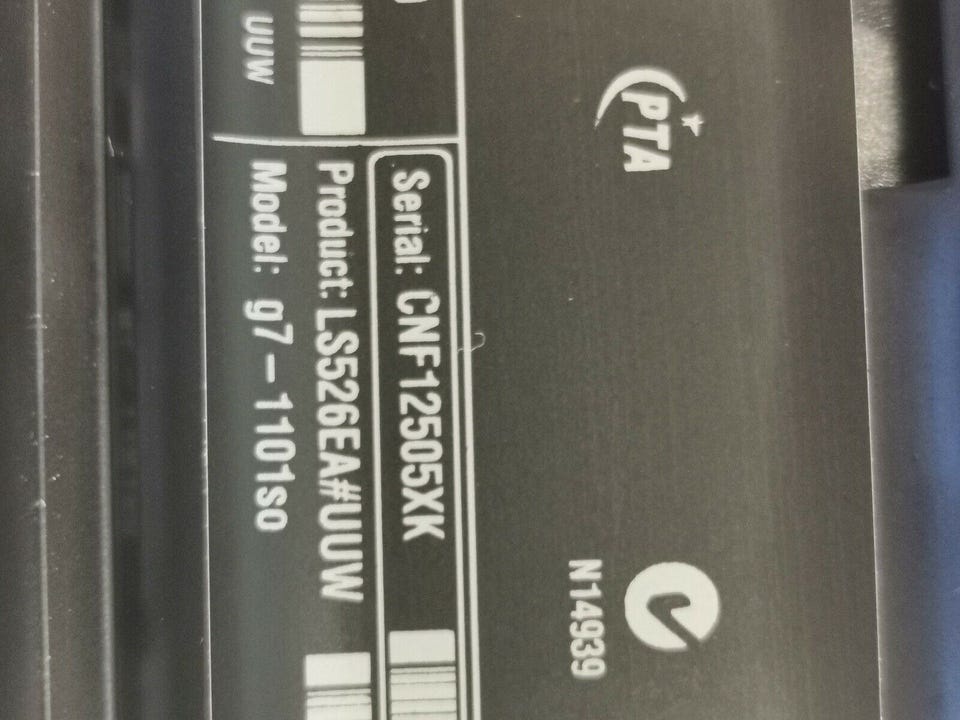 PTA
N14939
Serial: CNF12505XK
Product: LS526EA#UUW
Model: g7-1101so
UUW